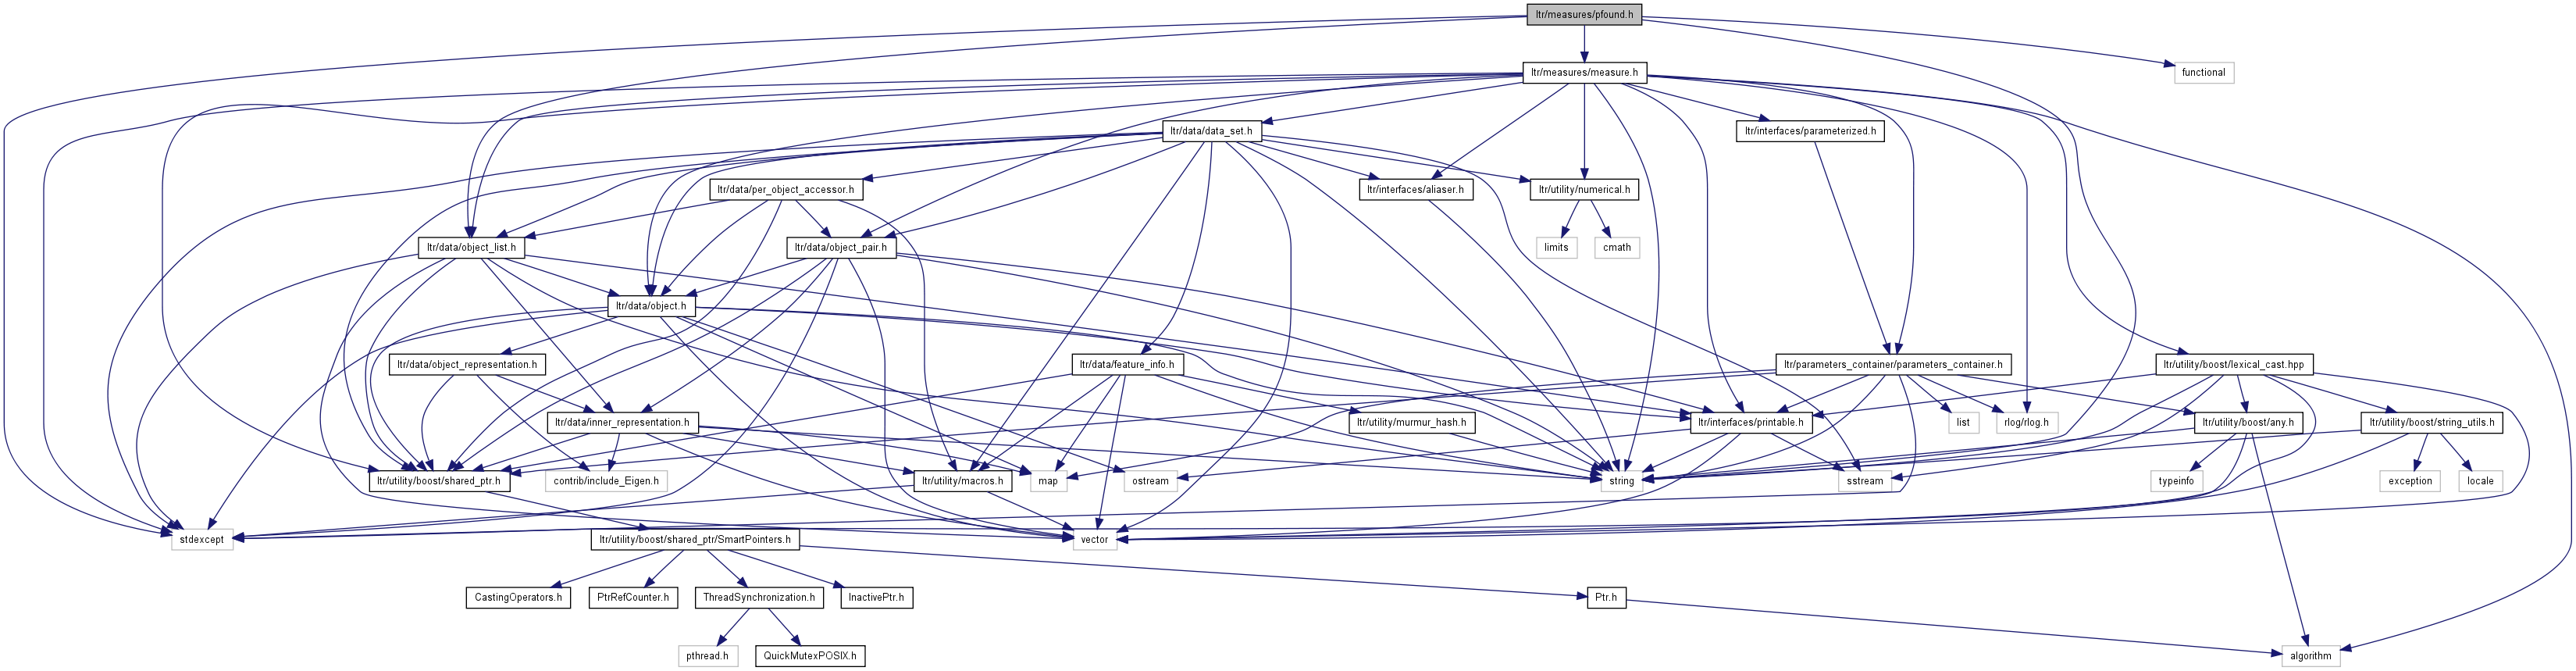 ltr/measures/pfound.h
ltr/measures/measure.h
functional
ltr/data/data_set.h
ltr/interfaces/parameterized.h
ltr/data/per_object_accessor.h
ltr/interfaces/aliaser.h
ltr/utility/numerical.h
ltr/data/object_list.h
ltr/data/object_pair.h
limits
cmath
ltr/data/object.h
ltr/data/object_representation.h
ltr/data/feature_info.h
ltr/parameters_container/parameters_container.h
ltr/utility/boost/lexical_cast.hpp
ltr/data/inner_representation.h
ltr/utility/murmur_hash.h
ltr/interfaces/printable.h
list
rlog/rlog.h
ltr/utility/boost/any.h
ltr/utility/boost/string_utils.h
ltr/utility/boost/shared_ptr.h
contrib/include_Eigen.h
ltr/utility/macros.h
map
ostream
string
sstream
typeinfo
exception
locale
stdexcept
ltr/utility/boost/shared_ptr/SmartPointers.h
vector
CastingOperators.h
PtrRefCounter.h
ThreadSynchronization.h
InactivePtr.h
Ptr.h
pthread.h
QuickMutexPOSIX.h
algorithm